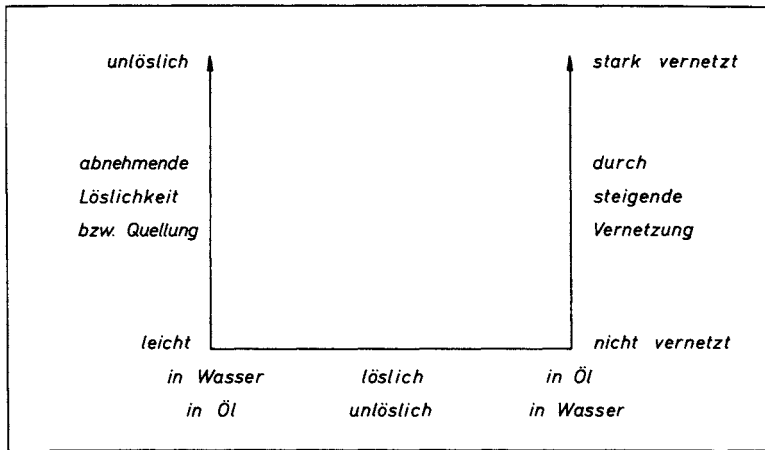 unlöslich stark vernetzt
abnehmende durch
Löslichkeit steigende
bzw. Quellung Vernetzung
leicht nicht vernetzt
in Wasser löslich in Öl
in Öl unlöslich in Wasser